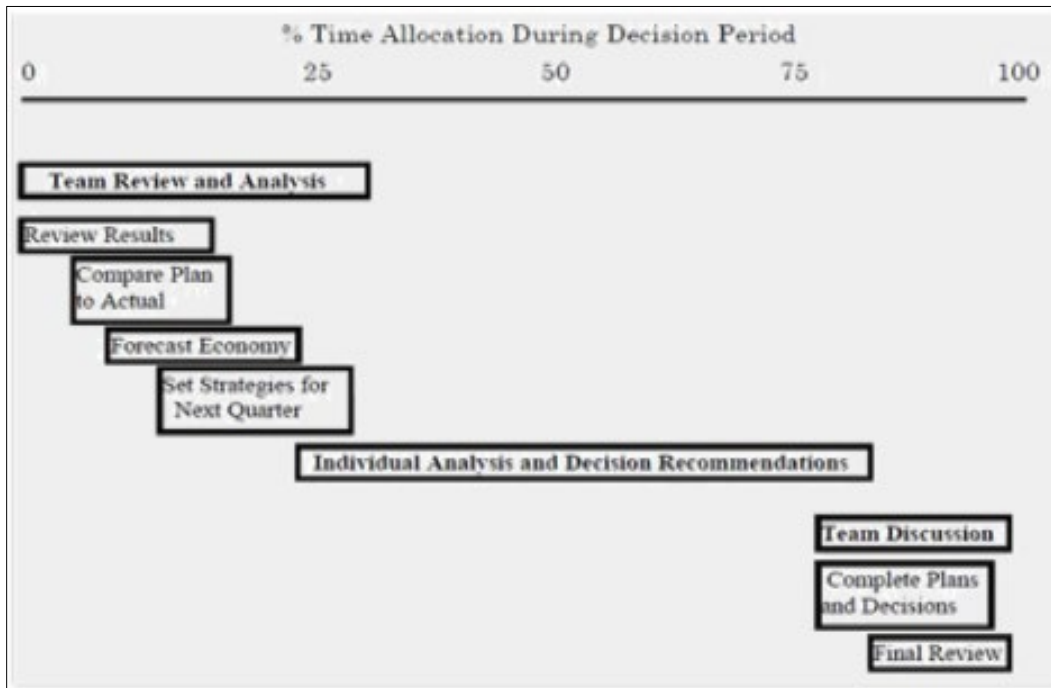 % Time Allocation During Decision Period
0 25 50 75 100
Team Review and Analysis
Review Results
Compare Plan
to Actual
Forecast Economy
Set Strategies for
Next Quarter
Individual Analysis and Decision Recommendations
Team Discussion
Complete Plans
and Decisions
Final Review